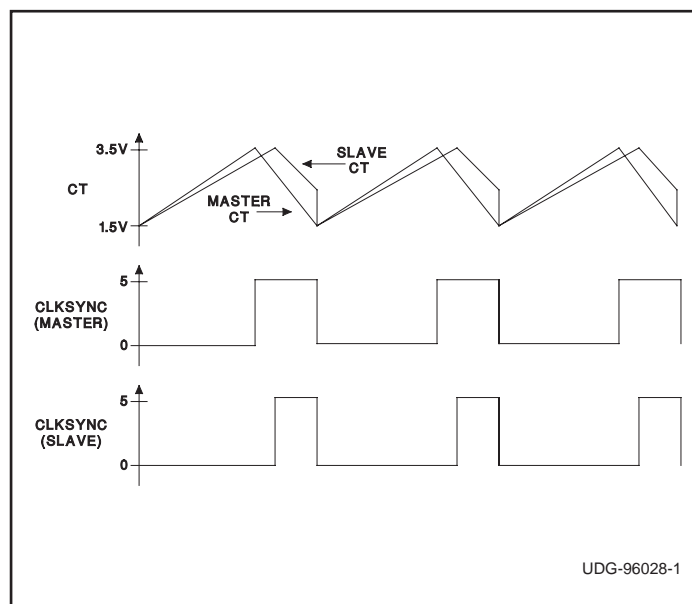 3.5V
SLAVE
CT
CT
MASTER
CT
1.5V
5
CLKSYNC
(MASTER)
0
5
CLKSYNC
(SLAVE)
0
UDG-96028-1